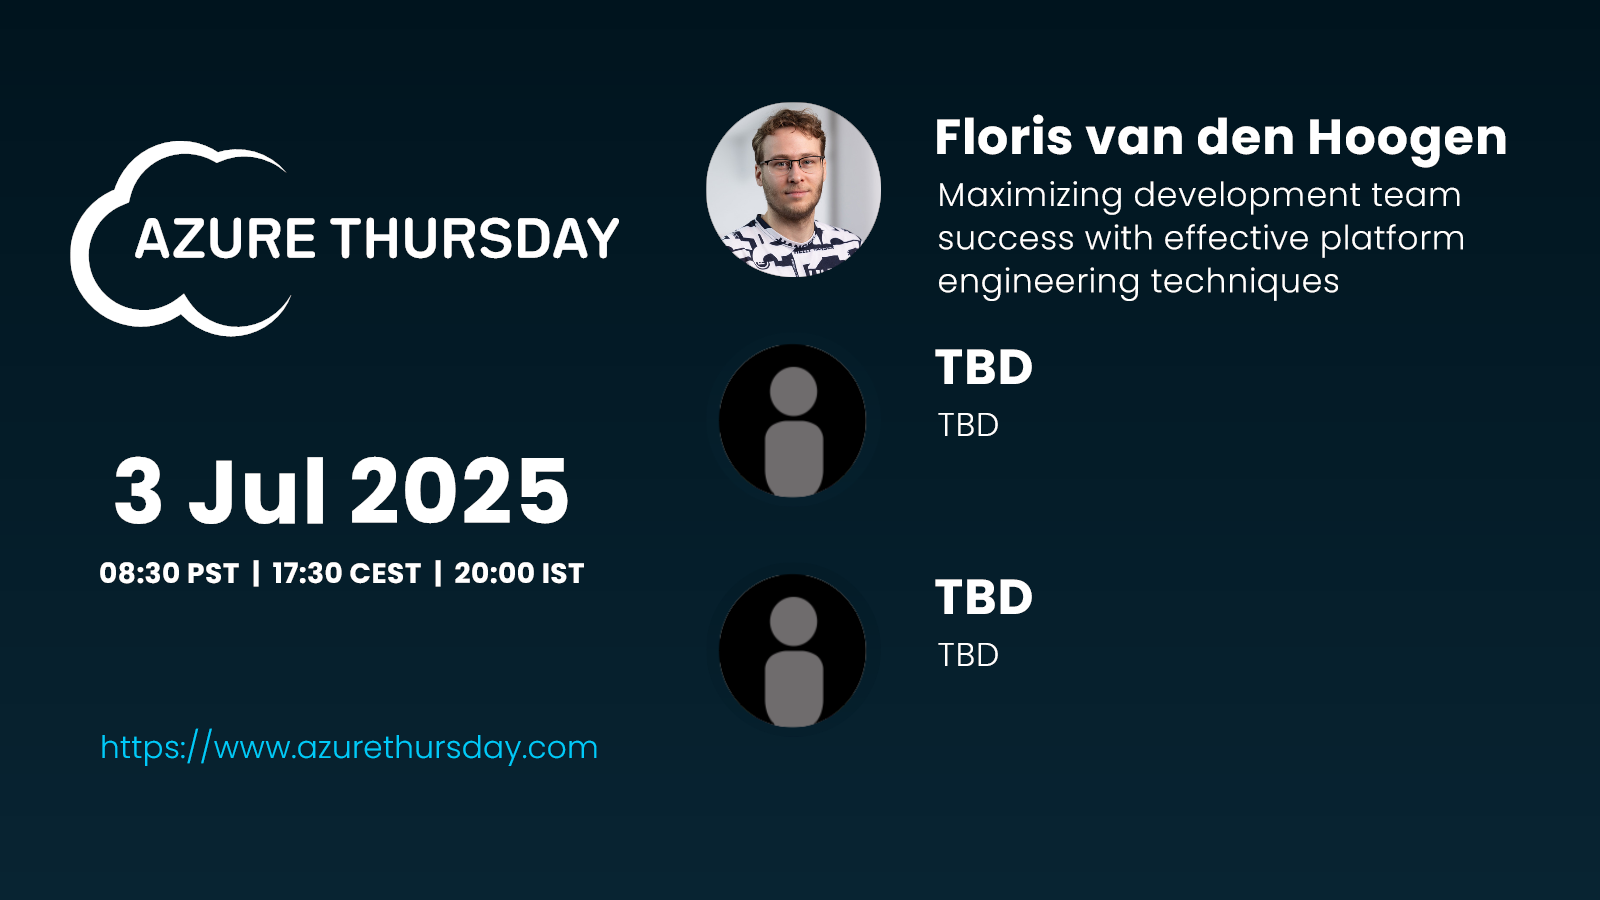 AZURE THURSDAY
3 Jul 2025
08:30 PST | 17:30 CEST | 20:00 IST
https://www.azurethursday.com
Floris van den Hoogen
Maximizing development team
success with effective platform
engineering techniques
TBD
TBD
TBD
TBD